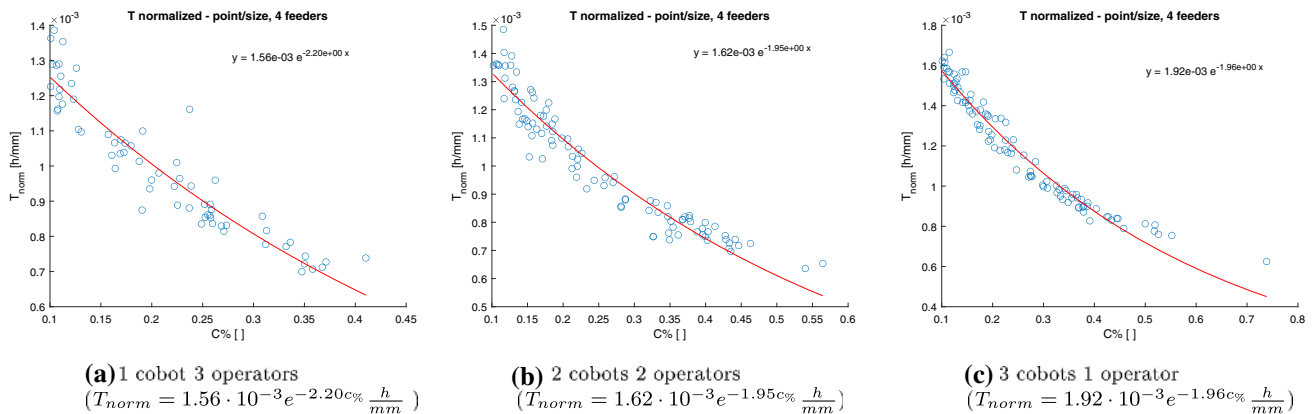 T normalized - point/size, 4 feeders
×10⁻³
y = 1.56e-03 e^-2.20e+00 x
T_norm [h/mm]
1.4
1.3
1.2
1.1
1
0.9
0.8
0.7
0.6
0.1 0.15 0.2 0.25 0.3 0.35 0.4 0.45
C% [ ]
(a) 1 cobot 3 operators
(T_norm = 1.56 · 10⁻³e^−2.20c% h/mm )
T normalized - point/size, 4 feeders
×10⁻³
y = 1.62e-03 e^-1.95e+00 x
T_norm [h/mm]
1.5
1.4
1.3
1.2
1.1
1
0.9
0.8
0.7
0.6
0.5
0.1 0.15 0.2 0.25 0.3 0.35 0.4 0.45 0.5 0.55 0.6
C% [ ]
(b) 2 cobots 2 operators
(T_norm = 1.62 · 10⁻³e^−1.95c% h/mm )
T normalized - point/size, 4 feeders
×10⁻³
y = 1.92e-03 e^-1.96e+00 x
T_norm [h/mm]
1.8
1.6
1.4
1.2
1
0.8
0.6
0.4
0.1 0.2 0.3 0.4 0.5 0.6 0.7 0.8
C% [ ]
(c) 3 cobots 1 operator
(T_norm = 1.92 · 10⁻³e^−1.96c% h/mm )